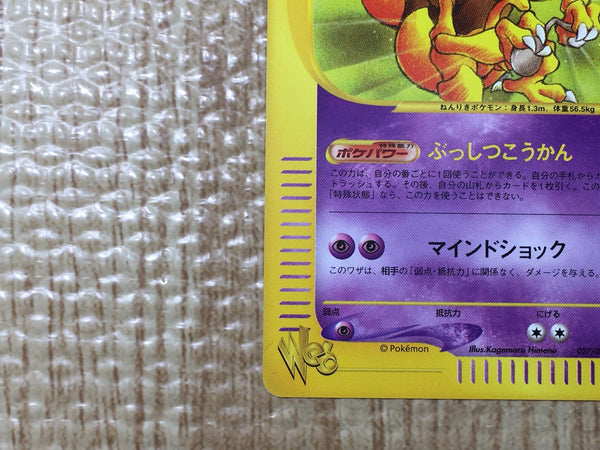 ねんりきポケモン：身長1.3m，体重56.5kg
特殊能力
ポケパワー ぶっしつこうかん
この力は、自分の番ごとに1回使うことができる。自分の手札から
トラッシュする。その後、自分の山札からカードを1枚引く。この
「特殊状態」なら、この力を使うことはできない。
マインドショック
このワザは、相手の「弱点・抵抗力」に関係なく、ダメージを与える。
弱点 抵抗力 にげる
Web
©Pokémon Illus.Kagemaru Himeno 027/0